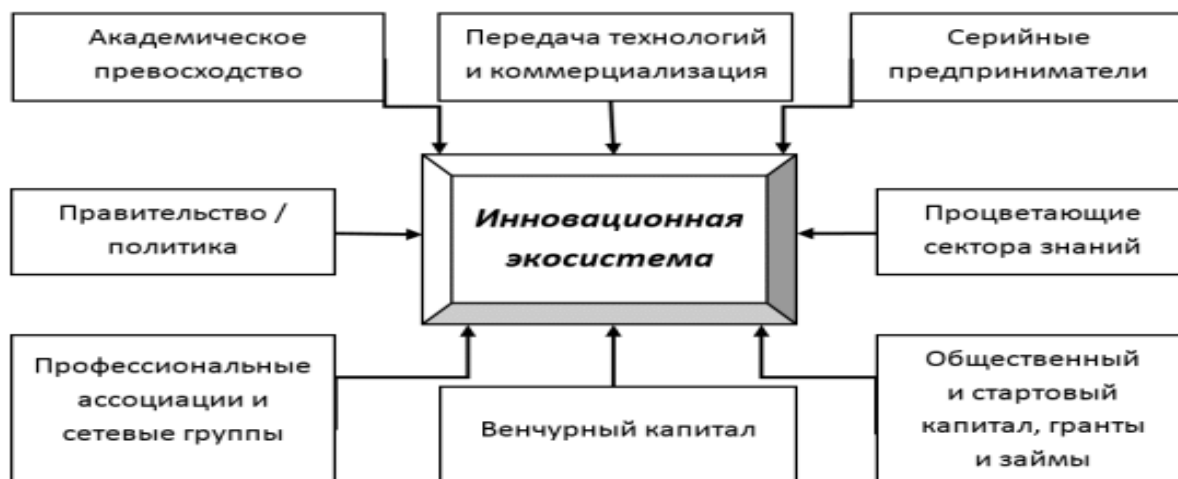 Академическое
превосходство
Передача технологий
и коммерциализация
Серийные
предприниматели
Правительство /
политика
Инновационная
экосистема
Процветающие
сектора знаний
Профессиональные
ассоциации и
сетевые группы
Венчурный капитал
Общественный
и стартовый
капитал, гранты
и займы